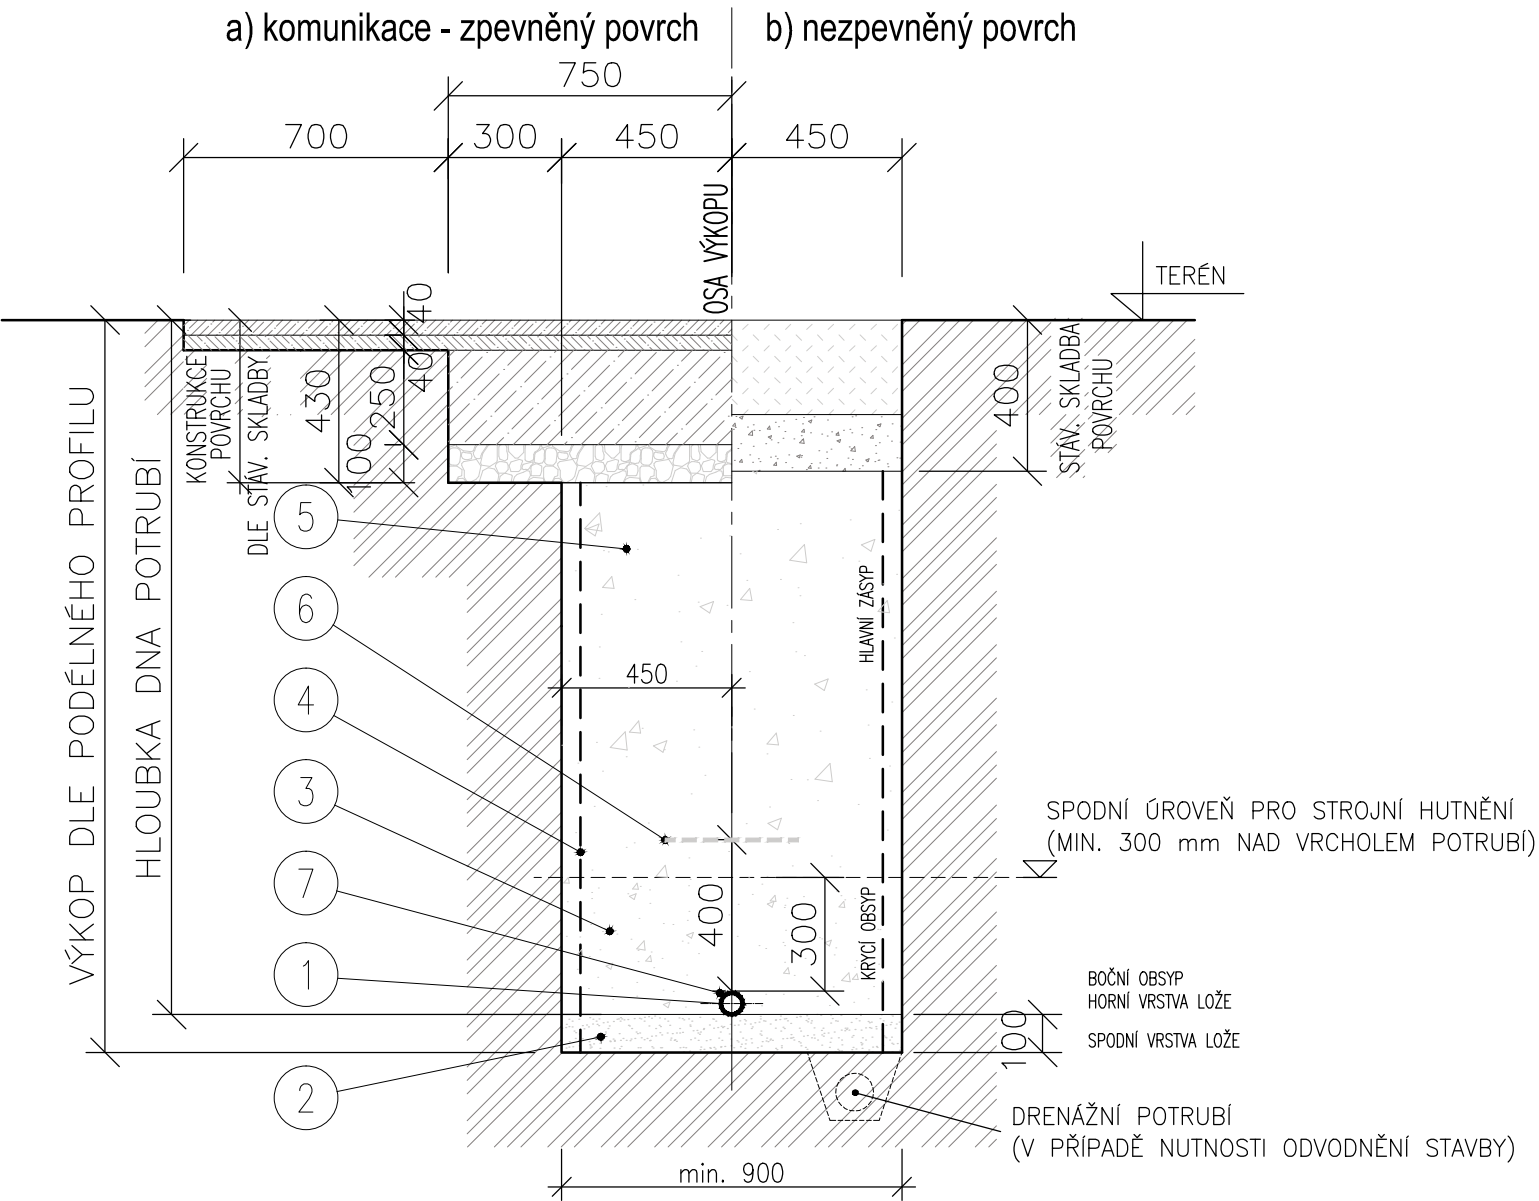 a) komunikace - zpevněný povrch
b) nezpevněný povrch
750
700
300
450
450
OSA VÝKOPU
TERÉN
40
40
250
100
430
KONSTRUKCE
POVRCHU
DLE STÁV. SKLADBY
400
STÁV. SKLADBA
POVRCHU
VÝKOP DLE PODÉLNÉHO PROFILU
HLOUBKA DNA POTRUBÍ
5
6
4
3
7
1
2
HLAVNÍ ZÁSYP
450
SPODNÍ ÚROVEŇ PRO STROJNÍ HUTNĚNÍ
(MIN. 300 mm NAD VRCHOLEM POTRUBÍ)
400
300
KRYCÍ OBSYP
BOČNÍ OBSYP
HORNÍ VRSTVA LOŽE
100
SPODNÍ VRSTVA LOŽE
DRENÁŽNÍ POTRUBÍ
(V PŘÍPADĚ NUTNOSTI ODVODNĚNÍ STAVBY)
min. 900